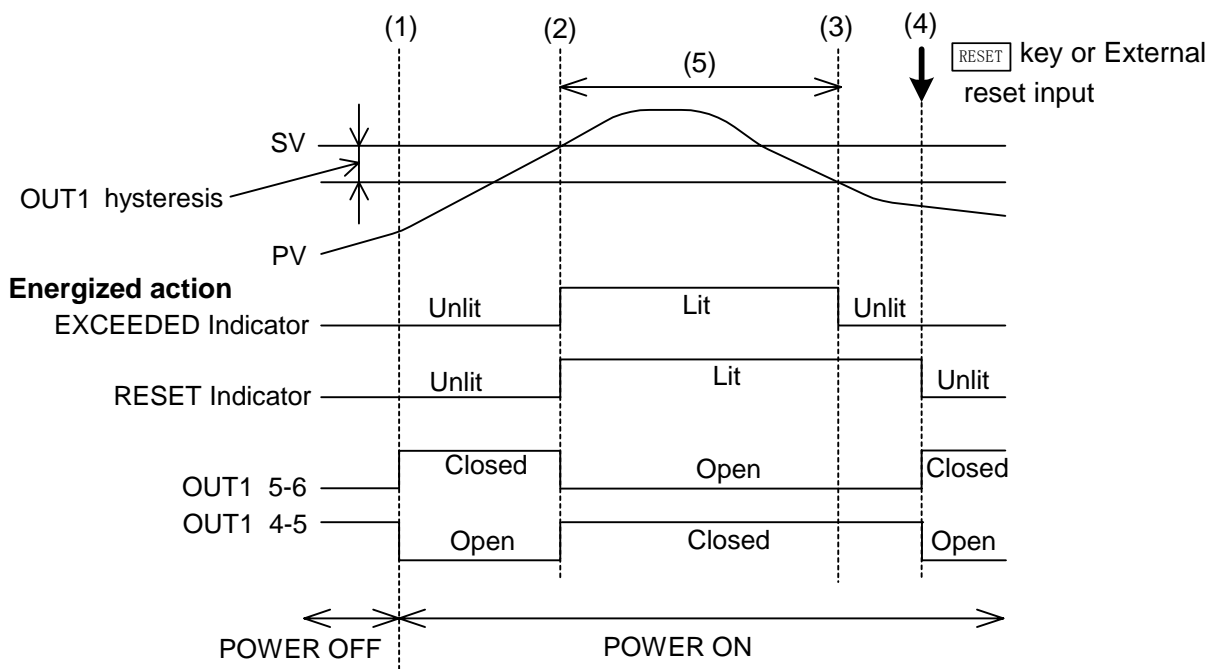 (1) (2) (3) (4)
RESET key or External
reset input
(5)
SV
OUT1 hysteresis
PV
Energized action
EXCEEDED Indicator Unlit Lit Unlit
RESET Indicator Unlit Lit Unlit
OUT1 5-6 Closed Open Closed
OUT1 4-5 Open Closed Open
POWER OFF POWER ON